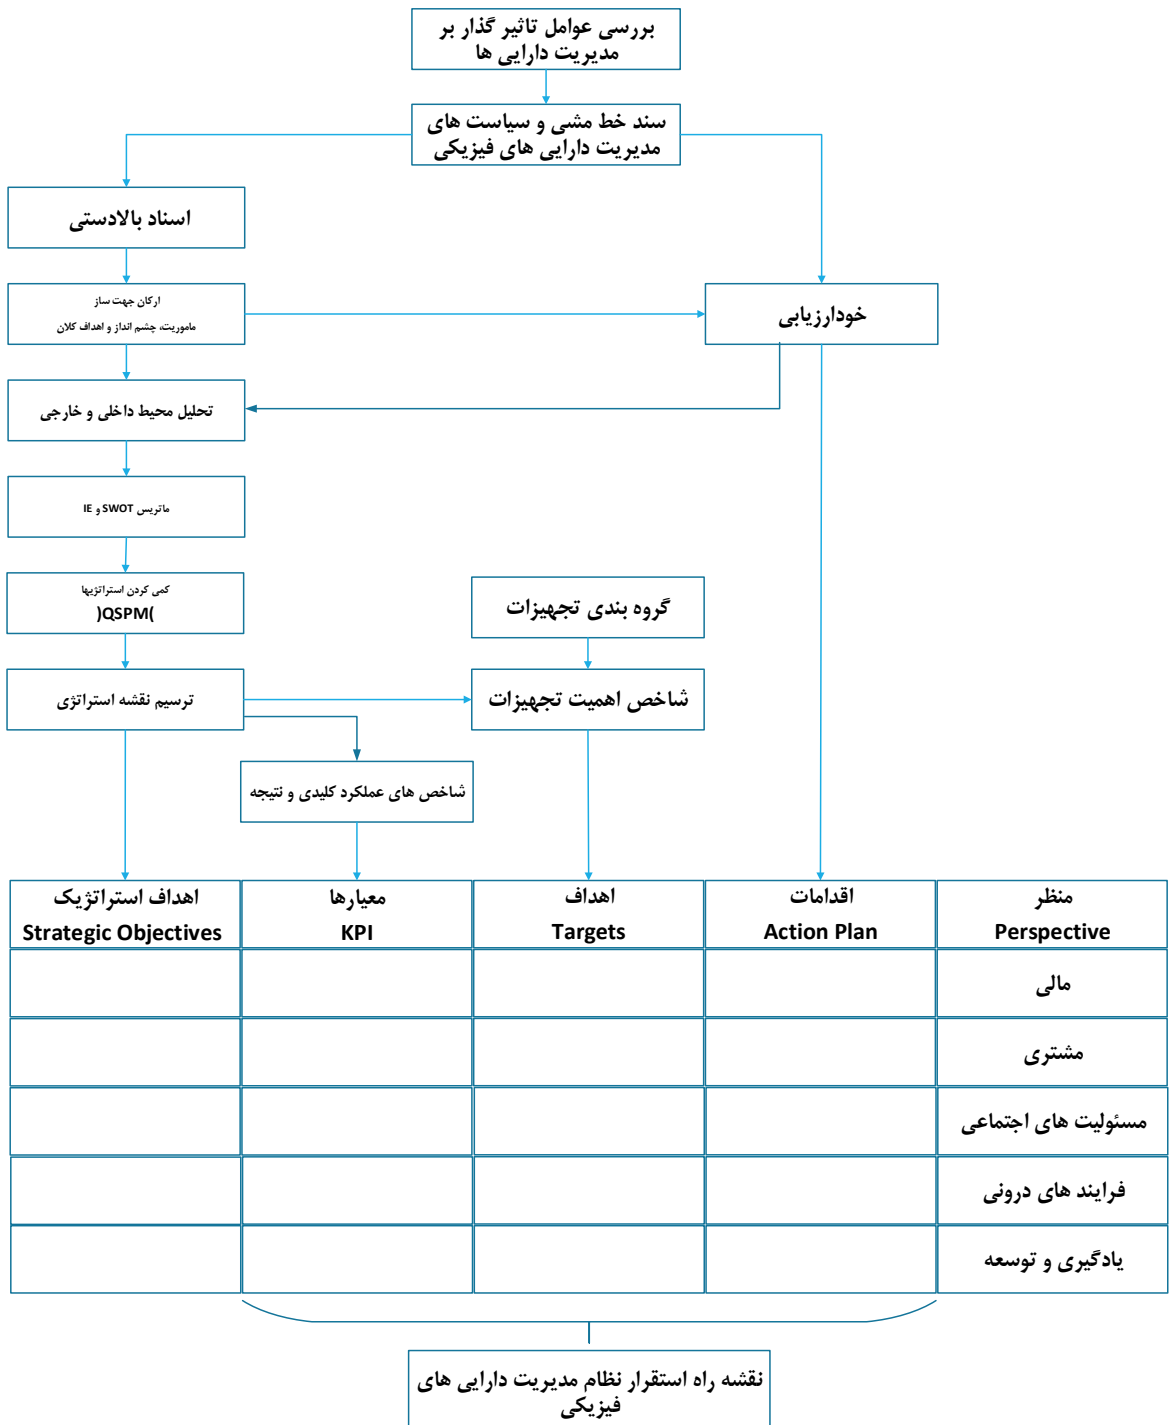 بررسی عوامل تاثیر گذار بر
مدیریت دارایی ها
سند خط مشی و سیاست های
مدیریت دارایی های فیزیکی
اسناد بالادستی
ارکان جهت ساز
ماموریت، چشم انداز و اهداف کلان
خودارزیابی
تحلیل محیط داخلی و خارجی
ماتریس SWOT و IE
کمی کردن استراتژیها
)QSPM(
گروه بندی تجهیزات
ترسیم نقشه استراتژی
شاخص اهمیت تجهیزات
شاخص های عملکرد کلیدی و نتیجه
منظر
Perspective
اقدامات
Action Plan
اهداف
Targets
معیارها
KPI
اهداف استراتژیک
Strategic Objectives
مالی
مشتری
مسئولیت های اجتماعی
فرایند های درونی
یادگیری و توسعه
نقشه راه استقرار نظام مدیریت دارایی های
فیزیکی